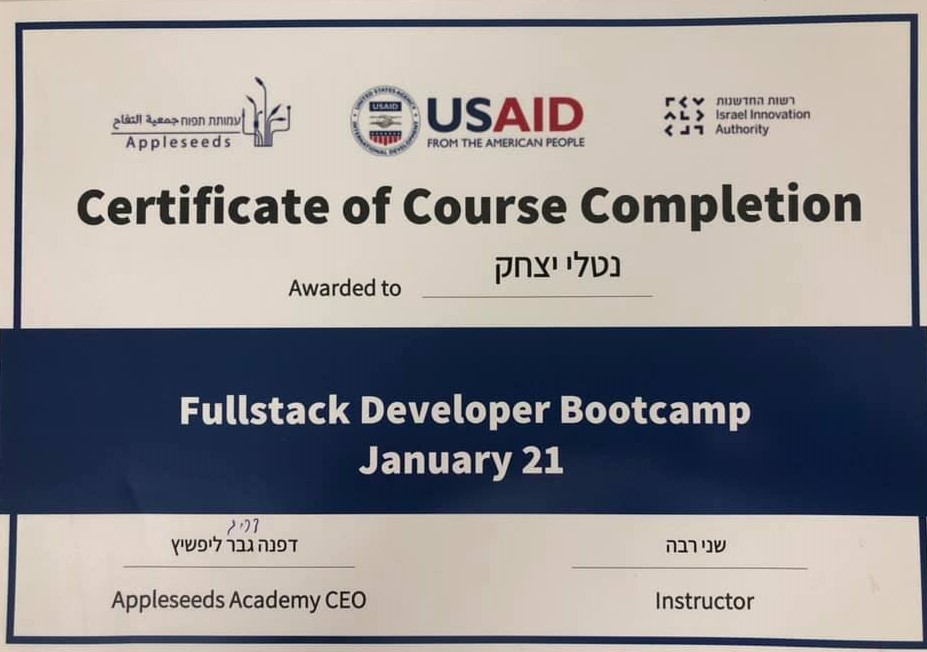 עמותת תפוח جمعية التفاح
Appleseeds
UNITED STATES AGENCY
USAID
INTERNATIONAL DEVELOPMENT
USAID
FROM THE AMERICAN PEOPLE
רשות החדשנות
Israel Innovation
Authority
Certificate of Course Completion
Awarded to נטלי יצחק
Fullstack Developer Bootcamp
January 21
דפנה גבר ליפשיץ
Appleseeds Academy CEO
שני רבה
Instructor